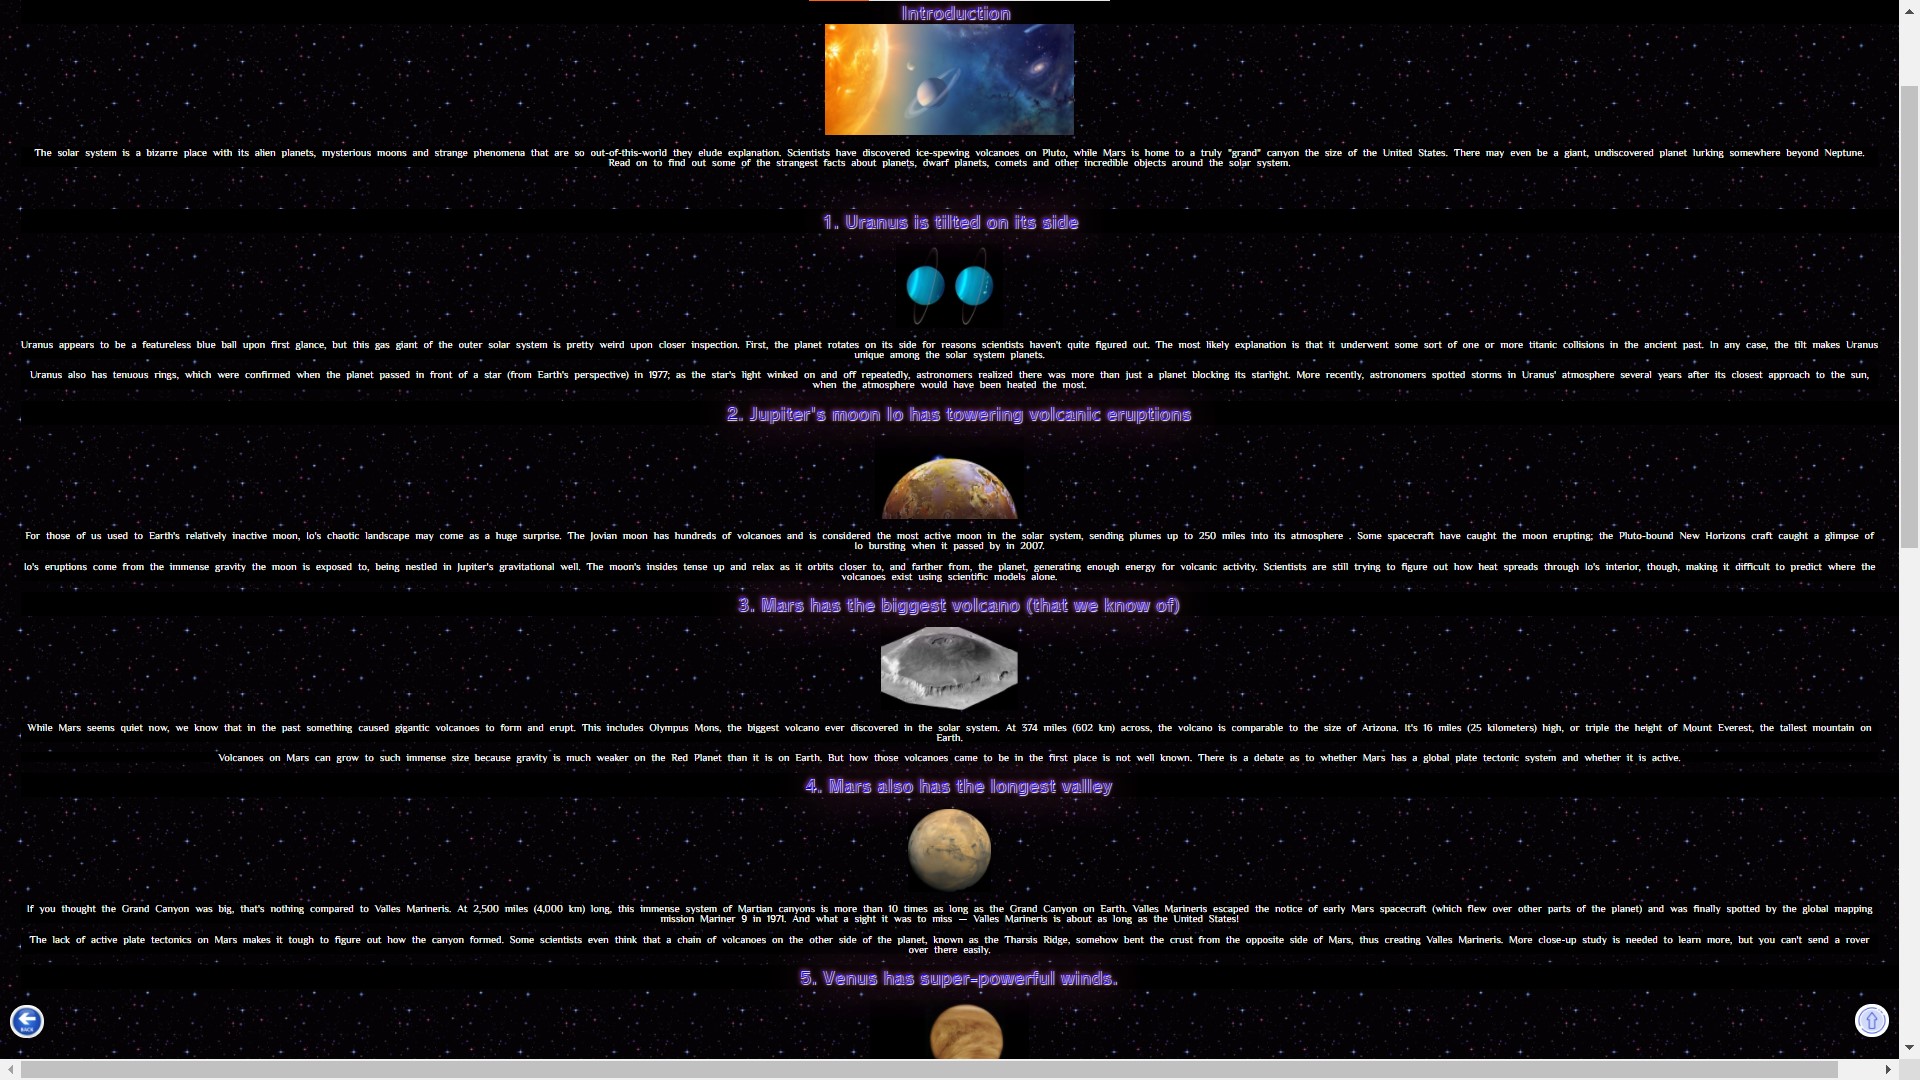 Introduction
The solar system is a bizarre place with its alien planets, mysterious moons and strange phenomena that are so out-of-this-world they elude explanation. Scientists have discovered ice-spewing volcanoes on Pluto, while Mars is home to a truly "grand" canyon the size of the United States. There may even be a giant, undiscovered planet lurking somewhere beyond Neptune.
Read on to find out some of the strangest facts about planets, dwarf planets, comets and other incredible objects around the solar system.
1. Uranus is tilted on its side
Uranus appears to be a featureless blue ball upon first glance, but this gas giant of the outer solar system is pretty weird upon closer inspection. First, the planet rotates on its side for reasons scientists haven't quite figured out. The most likely explanation is that it underwent some sort of one or more titanic collisions in the ancient past. In any case, the tilt makes Uranus
unique among the solar system planets.
Uranus also has tenuous rings, which were confirmed when the planet passed in front of a star (from Earth's perspective) in 1977; as the star's light winked on and off repeatedly, astronomers realized there was more than just a planet blocking its starlight. More recently, astronomers spotted storms in Uranus' atmosphere several years after its closest approach to the sun,
when the atmosphere would have been heated the most.
2. Jupiter's moon Io has towering volcanic eruptions
For those of us used to Earth's relatively inactive moon, Io's chaotic landscape may come as a huge surprise. The Jovian moon has hundreds of volcanoes and is considered the most active moon in the solar system, sending plumes up to 250 miles into its atmosphere . Some spacecraft have caught the moon erupting; the Pluto-bound New Horizons craft caught a glimpse of
Io bursting when it passed by in 2007.
Io's eruptions come from the immense gravity the moon is exposed to, being nestled in Jupiter's gravitational well. The moon's insides tense up and relax as it orbits closer to, and farther from, the planet, generating enough energy for volcanic activity. Scientists are still trying to figure out how heat spreads through Io's interior, though, making it difficult to predict where the
volcanoes exist using scientific models alone.
3. Mars has the biggest volcano (that we know of)
While Mars seems quiet now, we know that in the past something caused gigantic volcanoes to form and erupt. This includes Olympus Mons, the biggest volcano ever discovered in the solar system. At 374 miles (602 km) across, the volcano is comparable to the size of Arizona. It's 16 miles (25 kilometers) high, or triple the height of Mount Everest, the tallest mountain on
Earth.
Volcanoes on Mars can grow to such immense size because gravity is much weaker on the Red Planet than it is on Earth. But how those volcanoes came to be in the first place is not well known. There is a debate as to whether Mars has a global plate tectonic system and whether it is active.
4. Mars also has the longest valley
If you thought the Grand Canyon was big, that's nothing compared to Valles Marineris. At 2,500 miles (4,000 km) long, this immense system of Martian canyons is more than 10 times as long as the Grand Canyon on Earth. Valles Marineris escaped the notice of early Mars spacecraft (which flew over other parts of the planet) and was finally spotted by the global mapping
mission Mariner 9 in 1971. And what a sight it was to miss — Valles Marineris is about as long as the United States!
The lack of active plate tectonics on Mars makes it tough to figure out how the canyon formed. Some scientists even think that a chain of volcanoes on the other side of the planet, known as the Tharsis Ridge, somehow bent the crust from the opposite side of Mars, thus creating Valles Marineris. More close-up study is needed to learn more, but you can't send a rover
over there easily.
5. Venus has super-powerful winds.
BACK